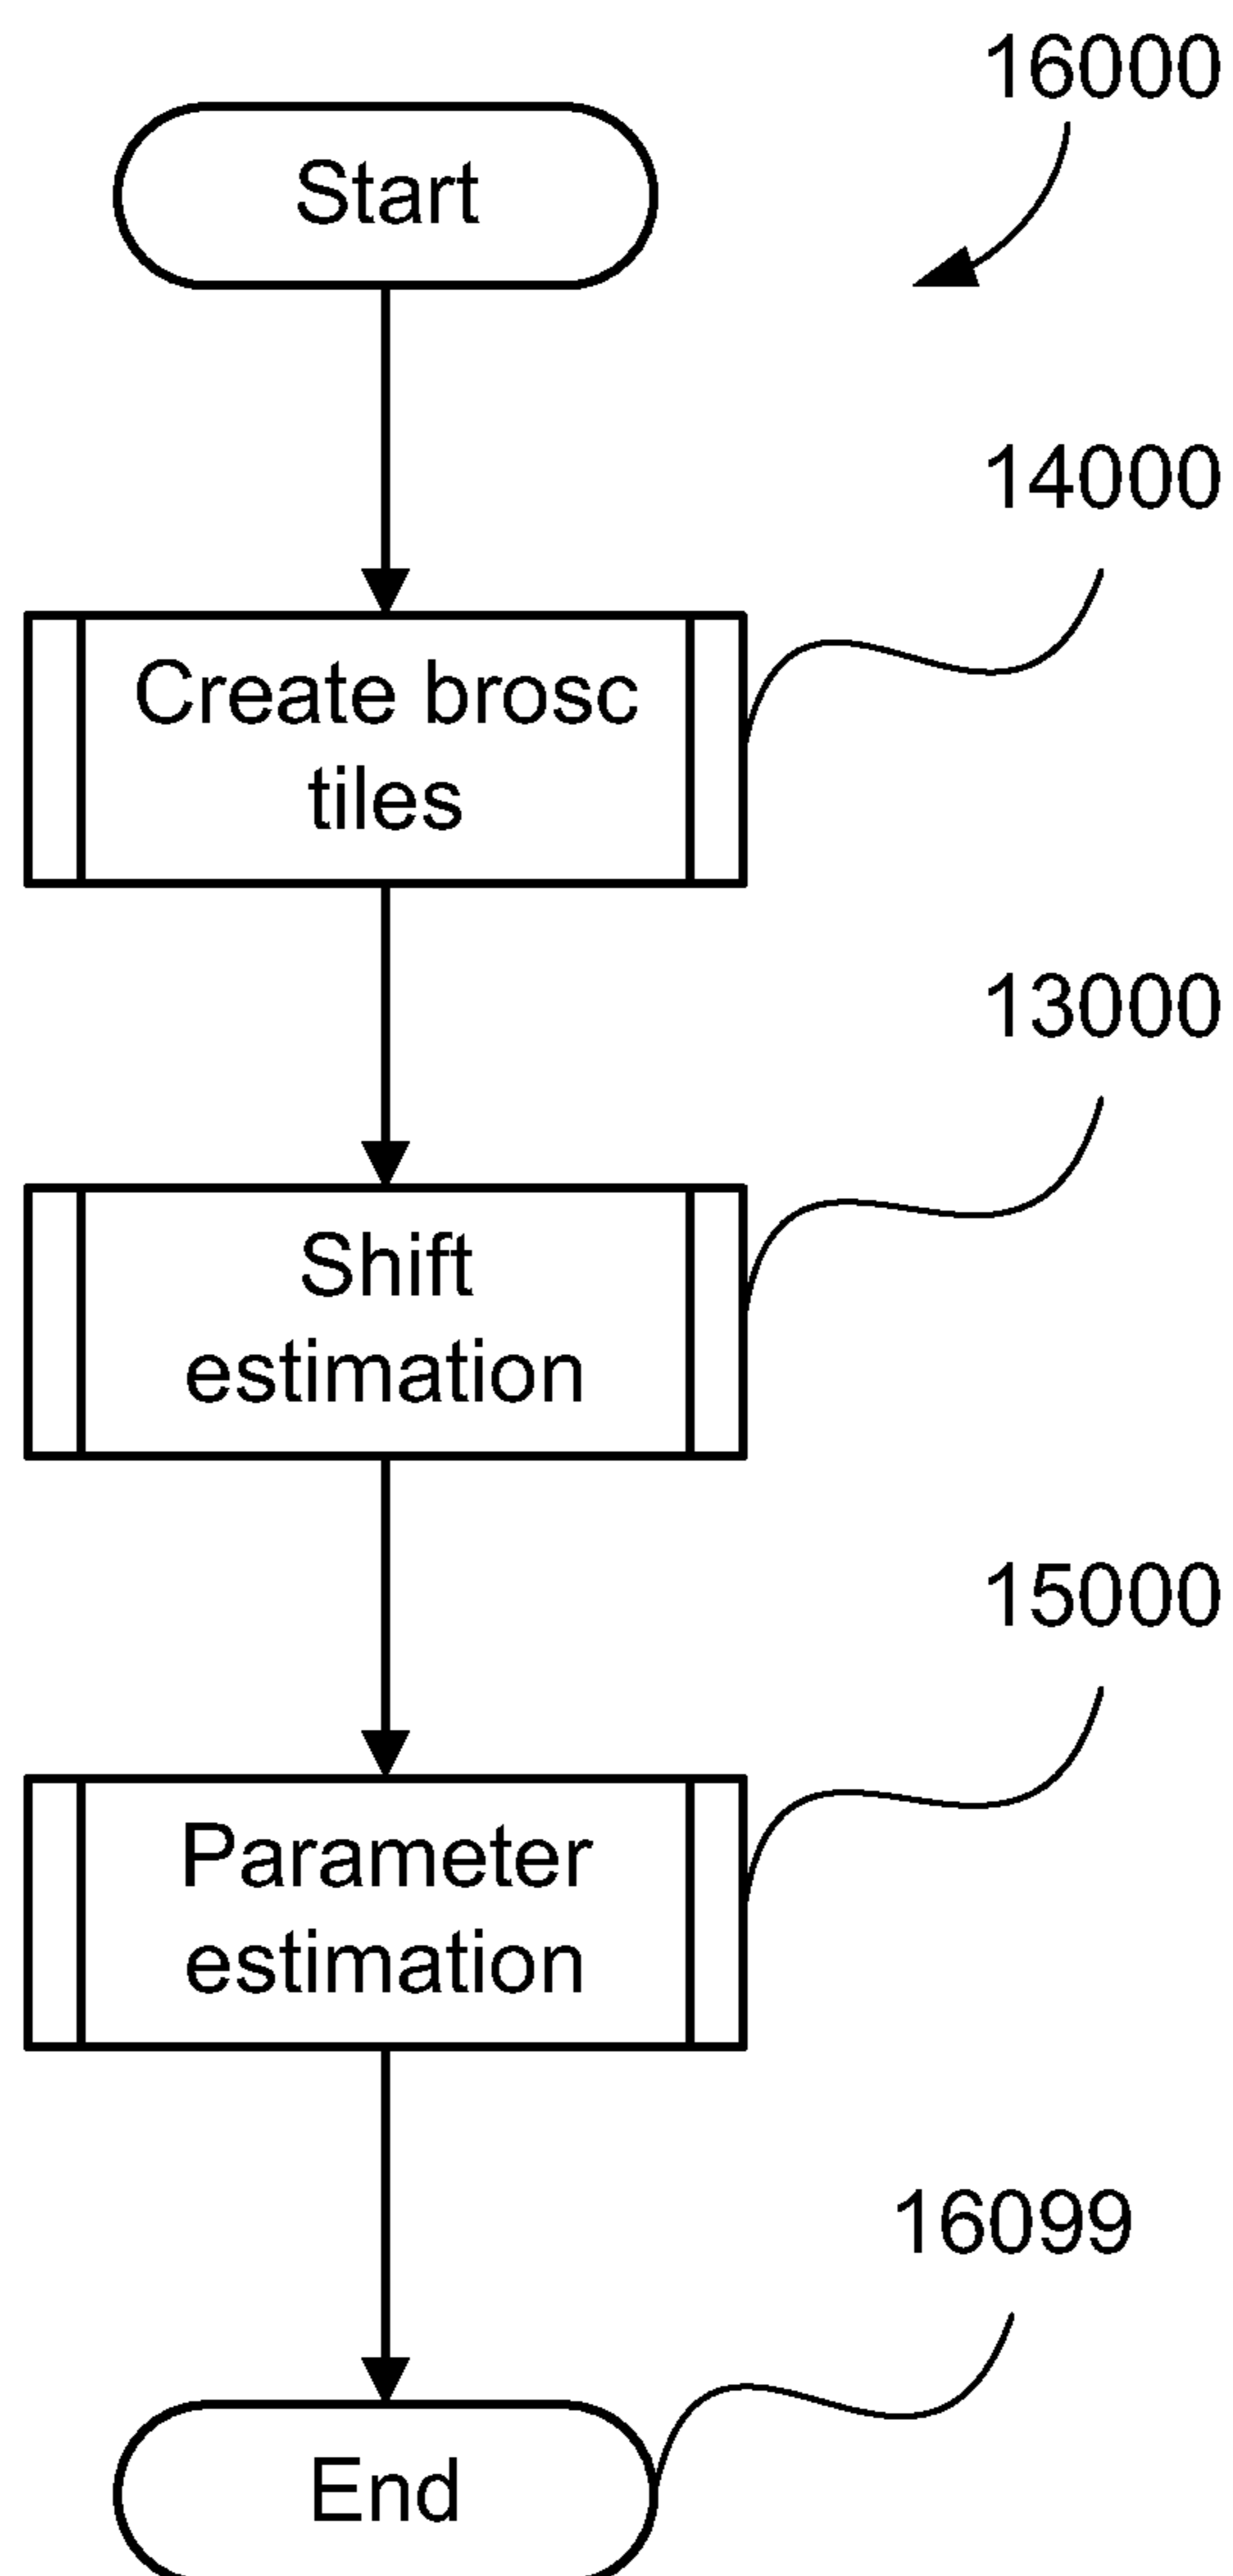 16000
Start
14000
Create brosc
tiles
13000
Shift
estimation
15000
Parameter
estimation
16099
End